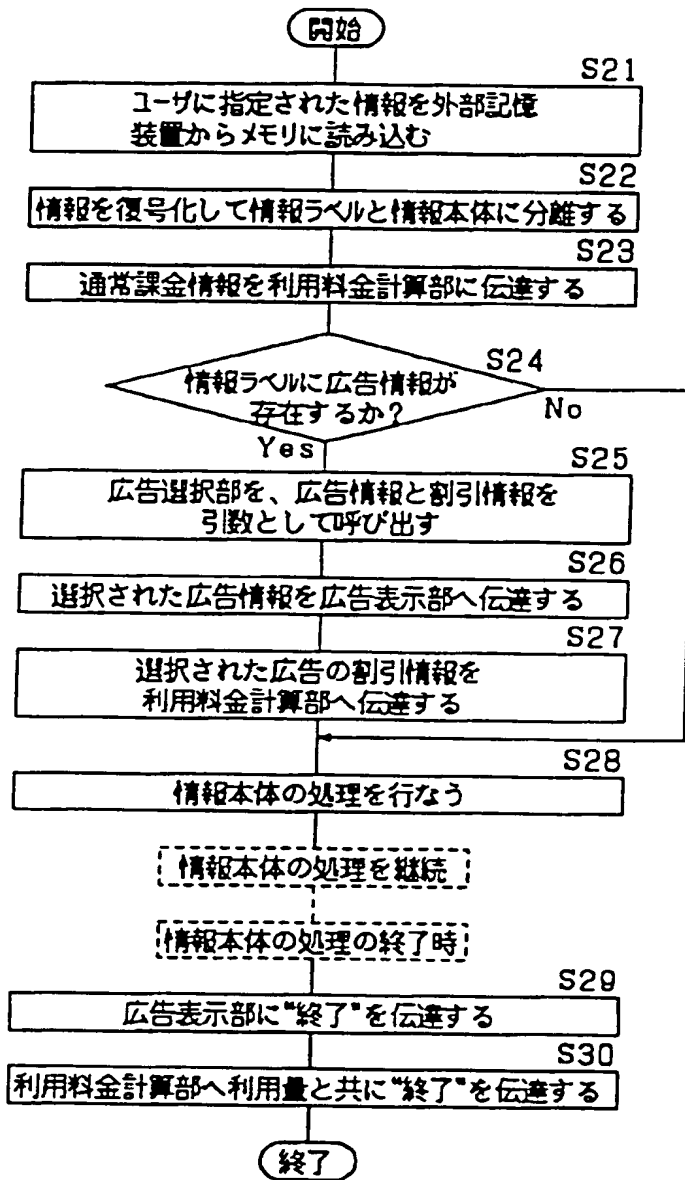 開始
S21
ユーザに指定された情報を外部記憶
装置からメモリに読み込む
S22
情報を復号化して情報ラベルと情報本体に分離する
S23
通常課金情報を利用料金計算部に伝達する
S24
情報ラベルに広告情報が
存在するか?
No
Yes
S25
広告選択部を、広告情報と割引情報を
引数として呼び出す
S26
選択された広告情報を広告表示部へ伝達する
S27
選択された広告の割引情報を
利用料金計算部へ伝達する
S28
情報本体の処理を行なう
情報本体の処理を継続
情報本体の処理の終了時
S29
広告表示部に"終了"を伝達する
S30
利用料金計算部へ利用量と共に"終了"を伝達する
終了